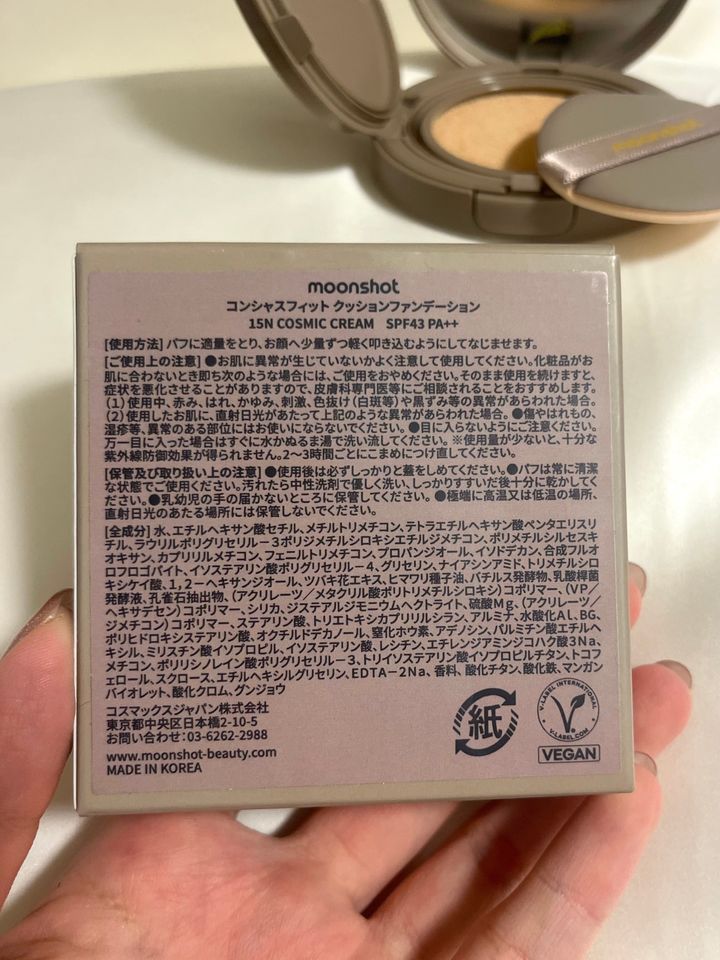 moonshot
moonshot
コンシャスフィット クッションファンデーション
15N COSMIC CREAM SPF43 PA++
[使用方法] パフに適量をとり、お顔へ少量ずつ軽く叩き込むようにしてなじませます。
[ご使用上の注意] ●お肌に異常が生じていないかよく注意して使用してください。化粧品がお
肌に合わないとき即ち次のような場合には、ご使用をおやめください。そのまま使用を続けますと、
症状を悪化させることがありますので、皮膚科専門医等にご相談されることをおすすめします。
(1)使用中、赤み、はれ、かゆみ、刺激、色抜け(白斑等)や黒ずみ等の異常があらわれた場合。
(2)使用したお肌に、直射日光があたって上記のような異常があらわれた場合。 ●傷やはれもの、
湿疹等、異常のある部位にはお使いにならないでください。 ●目に入らないようにご注意ください。
万一目に入った場合はすぐに水かぬるま湯で洗い流してください。 ※使用量が少ないと、十分な
紫外線防御効果が得られません。2〜3時間ごとにこまめにつけ直してください。
[保管及び取り扱い上の注意] ●使用後は必ずしっかりと蓋をしめてください。●パフは常に清潔
な状態でご使用ください。汚れたら中性洗剤で優しく洗い、しっかりすすいだ後十分に乾かしてくだ
さい。●乳幼児の手の届かないところに保管してください。 ●極端に高温又は低温の場所、
直射日光のあたる場所には保管しないでください。
[全成分] 水、エチルヘキサン酸セチル、メチルトリメチコン、テトラエチルヘキサン酸ペンタエリスリ
チル、ラウリルポリグリセリル－3ポリジメチルシロキシエチルジメチコン、ポリメチルシルセスキ
オキサン、カプリリルメチコン、フェニルトリメチコン、プロパンジオール、イソドデカン、合成フルオ
ロフロゴパイト、イソステアリン酸ポリグリセリル－4、グリセリン、ナイアシンアミド、トリメチルシロ
キシケイ酸、1,2－ヘキサンジオール、ツバキ花エキス、ヒマワリ種子油、バチルス発酵物、乳酸桿菌
発酵液、孔雀石抽出物、(アクリレーツ/メタクリル酸ポリトリメチルシロキシ)コポリマー、(VP/
ヘキサデセン)コポリマー、シリカ、ジステアルジモニウムヘクトライト、硫酸Mg、(アクリレーツ/
ジメチコン)コポリマー、ステアリン酸、トリエトキシカプリリルシラン、アルミナ、水酸化Al、BG、
ポリヒドロキシステアリン酸、オクチルドデカノール、窒化ホウ素、アデノシン、パルミチン酸エチルヘ
キシル、ミリスチン酸イソプロピル、イソステアリン酸、レシチン、エチレンジアミンジコハク酸3Na、
コメコン、ポリリシノレイン酸ポリグリセリル－3、トリイソステアリン酸イソプロピルチタン、トコフ
ェロール、スクロース、エチルヘキシルグリセリン、EDTA－2Na、香料、酸化チタン、酸化鉄、マンガン
バイオレット、酸化クロム、グンジョウ
コスマックスジャパン株式会社
東京都中央区日本橋2-10-5
お問い合わせ:03-6262-2988
www.moonshot-beauty.com
MADE IN KOREA
紙
V-LABEL INTERNATIONAL
V-LABEL.COM
VEGAN